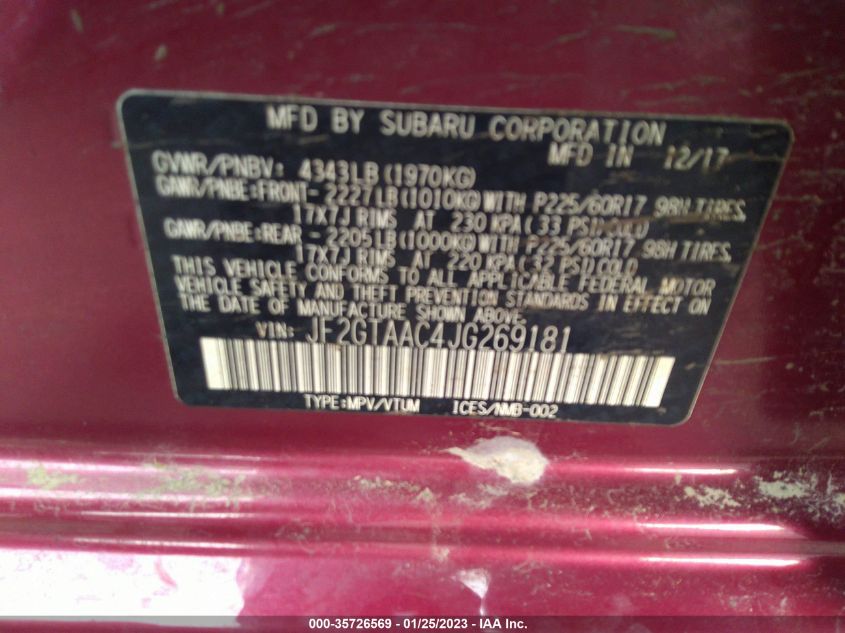 MFD BY SUBARU CORPORATION
MFD IN 12/17
GVWR/PNBV: 4343LB(1970KG)
GAWR/PNBE:FRONT-2227LB(1010KG)WITH P225/60R17 98H TIRES
17X7J RIMS AT 230 KPA(33 PSI)COLD
GAWR/PNBE:REAR -2205LB(1000KG)WITH P225/60R17 98H TIRES
17X7J RIMS AT 220 KPA( PSI)COLD
THIS VEHICLE CONFORMS TO ALL APPLICABLE FEDERAL MOTOR
VEHICLE SAFETY AND THEFT PREVENTION STANDARDS IN EFFECT ON
THE DATE OF MANUFACTURE SHOWN ABOVE.
VIN: JF2GTAAC4JG269181
TYPE:MPV/VTUM ICES/NMB-002
000-35726569 - 01/25/2023 - IAA Inc.